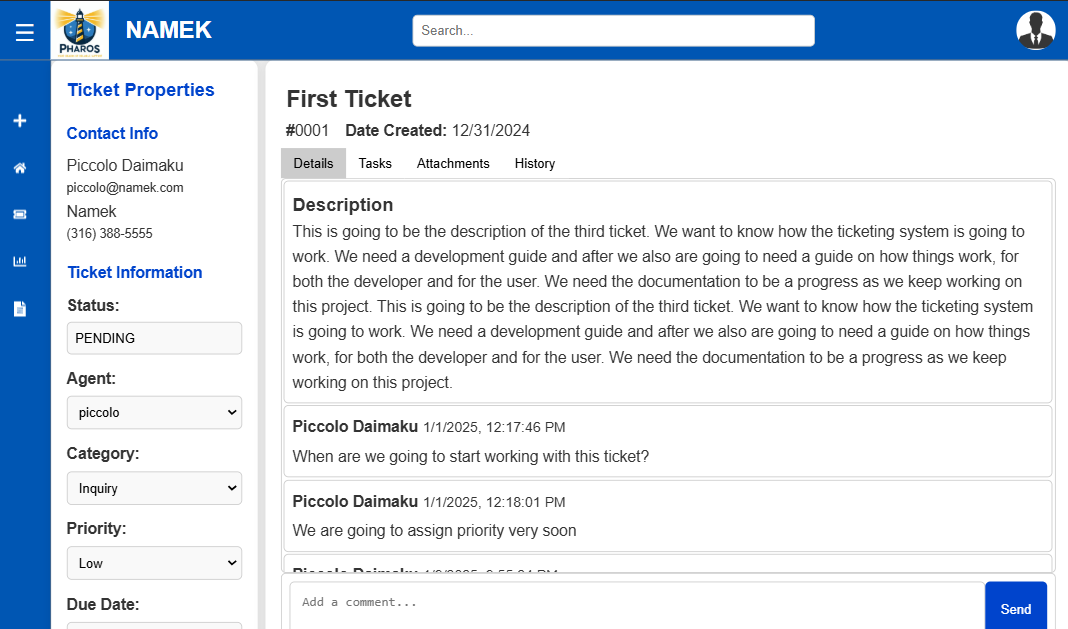 PHAROS
NAMEK
Search...
Ticket Properties
Contact Info
Piccolo Daimaku
piccolo@namek.com
Namek
(316) 388-5555
Ticket Information
Status:
PENDING
Agent:
piccolo
Category:
Inquiry
Priority:
Low
Due Date:
First Ticket
#0001 Date Created: 12/31/2024
Details Tasks Attachments History
Description
This is going to be the description of the third ticket. We want to know how the ticketing system is going to
work. We need a development guide and after we also are going to need a guide on how things work, for
both the developer and for the user. We need the documentation to be a progress as we keep working on
this project. This is going to be the description of the third ticket. We want to know how the ticketing system
is going to work. We need a development guide and after we also are going to need a guide on how things
work, for both the developer and for the user. We need the documentation to be a progress as we keep
working on this project.
Piccolo Daimaku 1/1/2025, 12:17:46 PM
When are we going to start working with this ticket?
Piccolo Daimaku 1/1/2025, 12:18:01 PM
We are going to assign priority very soon
Piccolo Daimaku
Add a comment...
Send